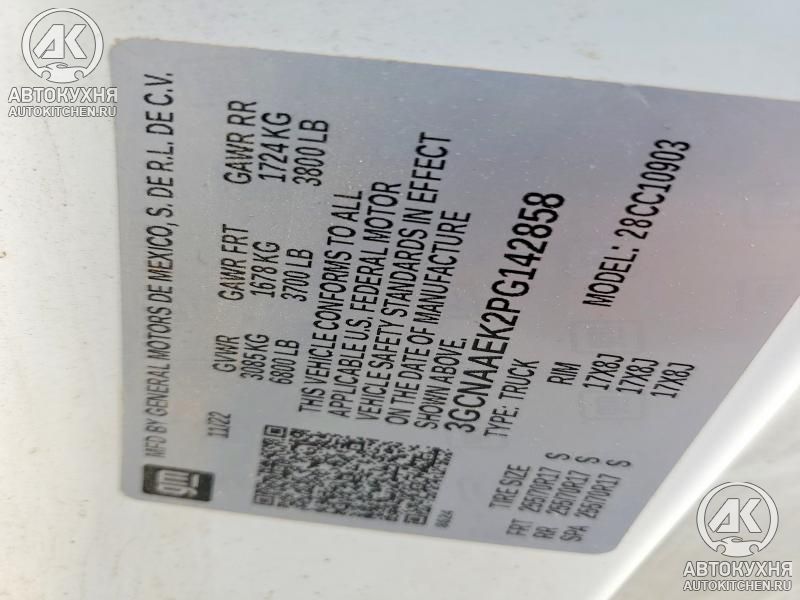 АК
АВТОКУХНЯ
AUTOKITCHEN.RU
MFD BY GENERAL MOTORS DE MEXICO, S. DE R.L. DE C.V.
11/22
GVWR GAWR FRT GAWR RR
3085 KG 1678 KG 1724 KG
6800 LB 3700 LB 3800 LB
THIS VEHICLE CONFORMS TO ALL
APPLICABLE U.S. FEDERAL MOTOR
VEHICLE SAFETY STANDARDS IN EFFECT
ON THE DATE OF MANUFACTURE
SHOWN ABOVE.
3GCNAAEK2PG142858
TYPE: TRUCK MODEL: 28CC10903
TIRE SIZE RIM
FRT 265/70R17 S 17X8J
RR 265/70R17 S 17X8J
SPA 265/70R17 S 17X8J
gm
АК
АВТОКУХНЯ
AUTOKITCHEN.RU